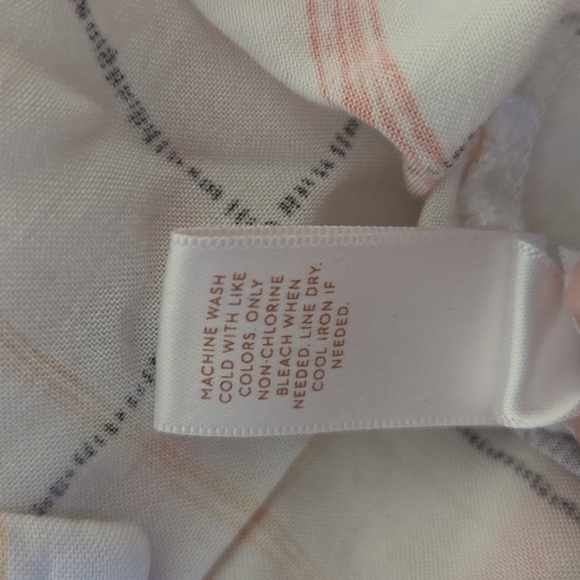 MACHINE WASH
COLD WITH LIKE
COLORS. ONLY
NON-CHLORINE
BLEACH WHEN
NEEDED. LINE DRY.
COOL IRON IF
NEEDED.